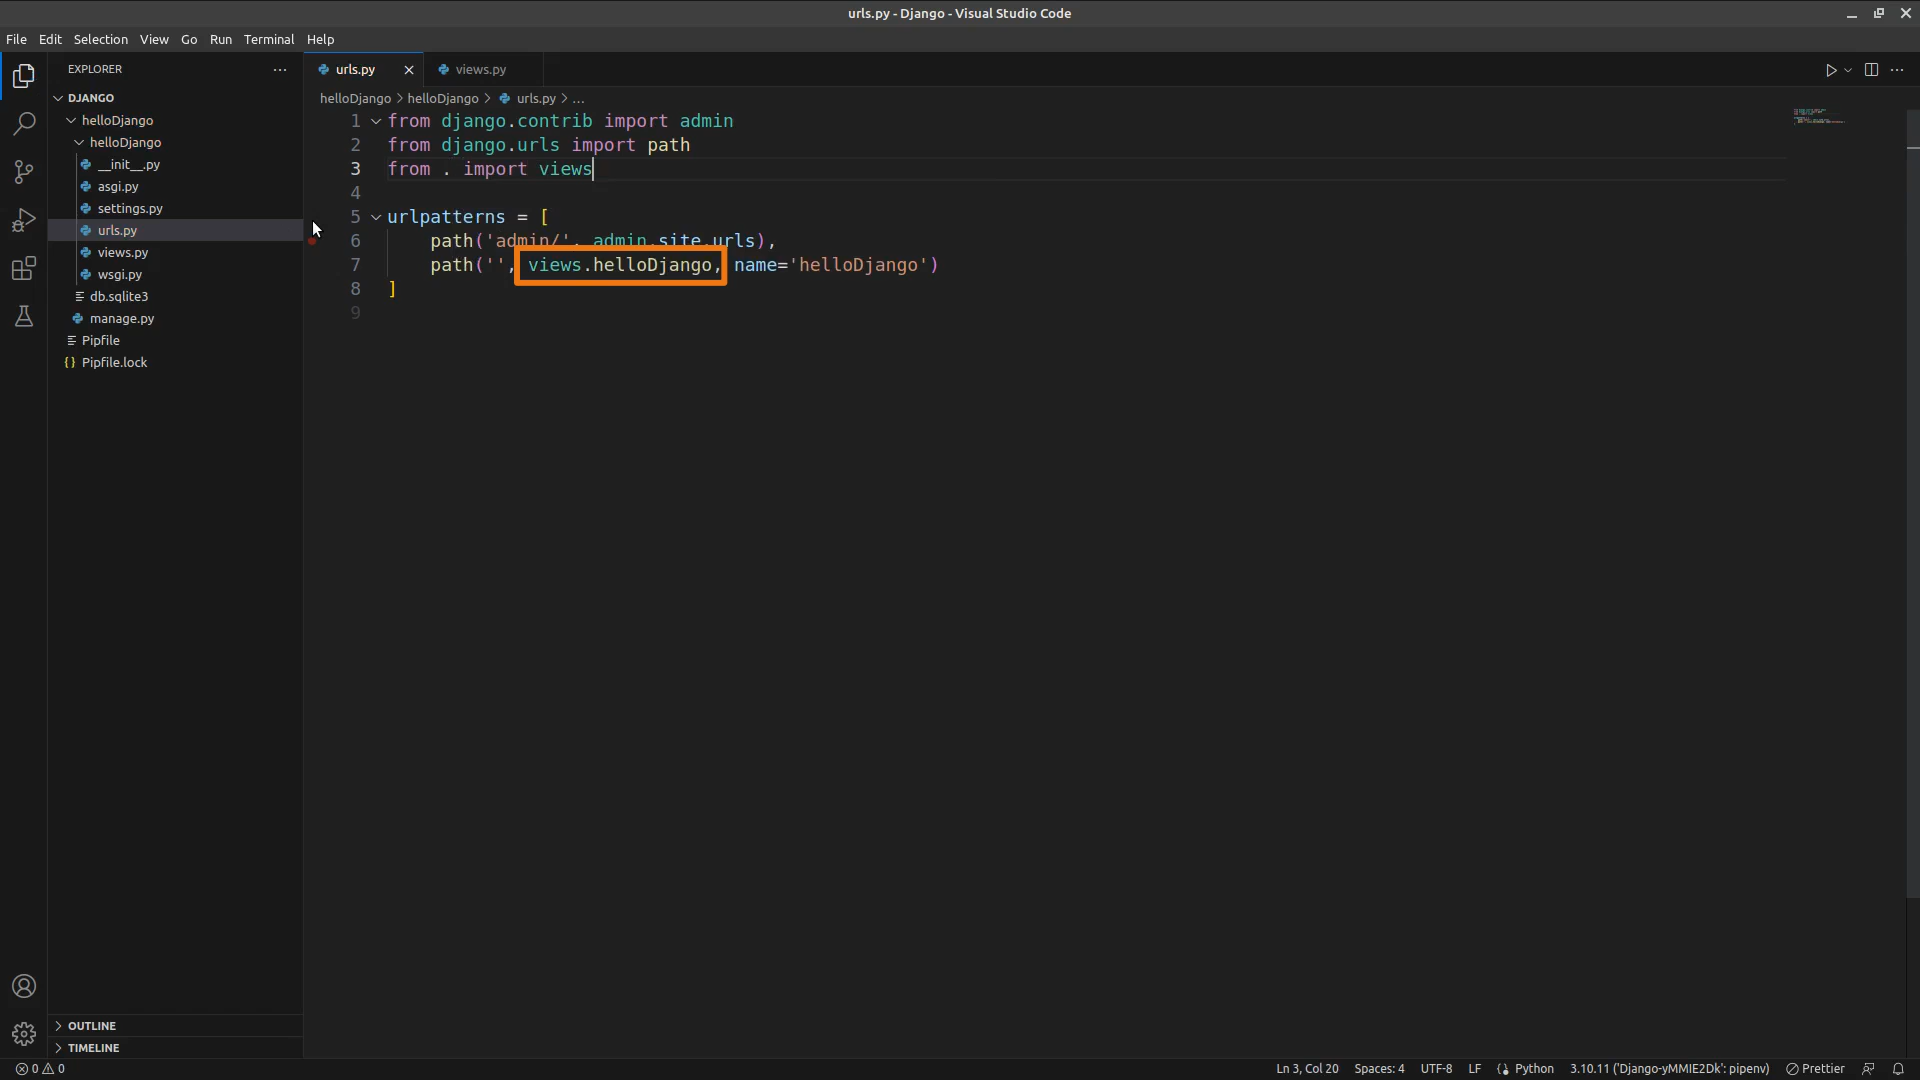 urls.py - Django - Visual Studio Code
File Edit Selection View Go Run Terminal Help
EXPLORER
DJANGO
helloDjango
helloDjango
__init__.py
asgi.py
settings.py
urls.py
views.py
wsgi.py
db.sqlite3
manage.py
Pipfile
Pipfile.lock
OUTLINE
TIMELINE
urls.py views.py
helloDjango > helloDjango > urls.py > ...
1 from django.contrib import admin
2 from django.urls import path
3 from . import views
4
5 urlpatterns = [
6 path('admin/', admin.site.urls),
7 path('', views.helloDjango, name='helloDjango')
8 ]
9
0 0 Ln 3, Col 20 Spaces: 4 UTF-8 LF Python 3.10.11 ('Django-yMMIE2Dk': pipenv) Prettier